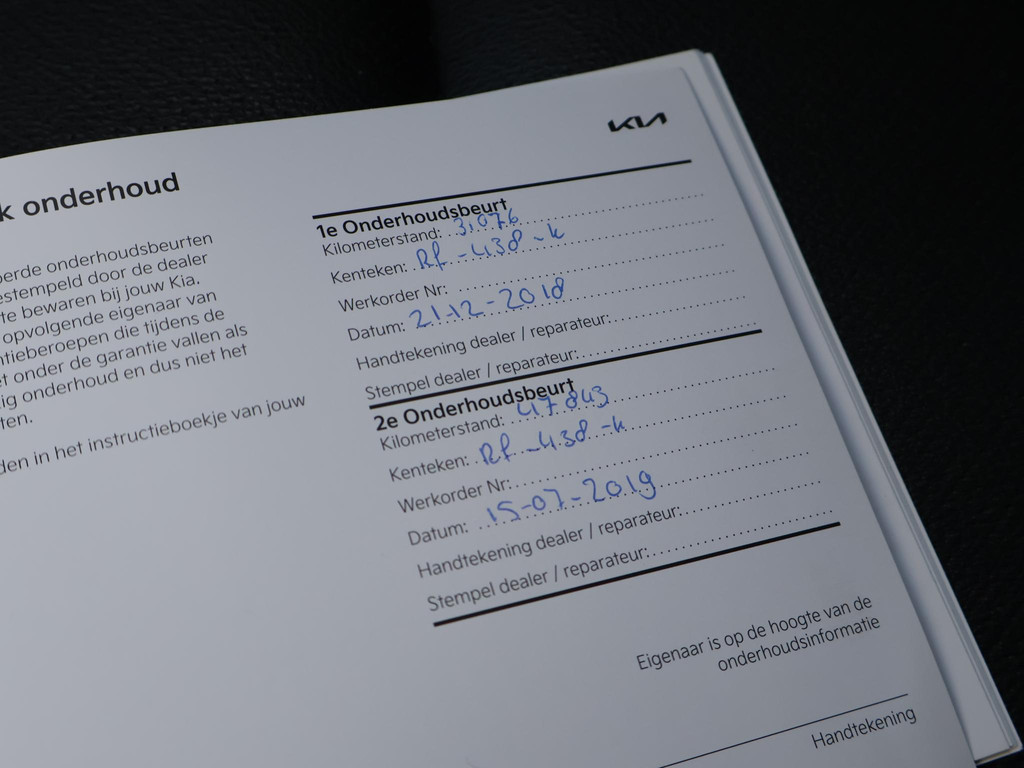 KIA
k onderhoud
oerde onderhoudsbeurten
estempeld door de dealer
te bewaren bij jouw Kia.
opvolgende eigenaar van
ntieberoepen die tijdens de
et onder de garantie vallen als
ig onderhoud en dus niet het
ten.
den in het instructieboekje van jouw
1e Onderhoudsbeurt
Kilometerstand: 3.076
Kenteken: Rf-438-k
Werkorder Nr:
Datum: 21-12-2018
Handtekening dealer / reparateur:
Stempel dealer / reparateur:
2e Onderhoudsbeurt
Kilometerstand: 47843
Kenteken: Rf-438-k
Werkorder Nr:
Datum: 15-07-2019
Handtekening dealer / reparateur:
Stempel dealer / reparateur:
Eigenaar is op de hoogte van de
onderhoudsinformatie
Handtekening